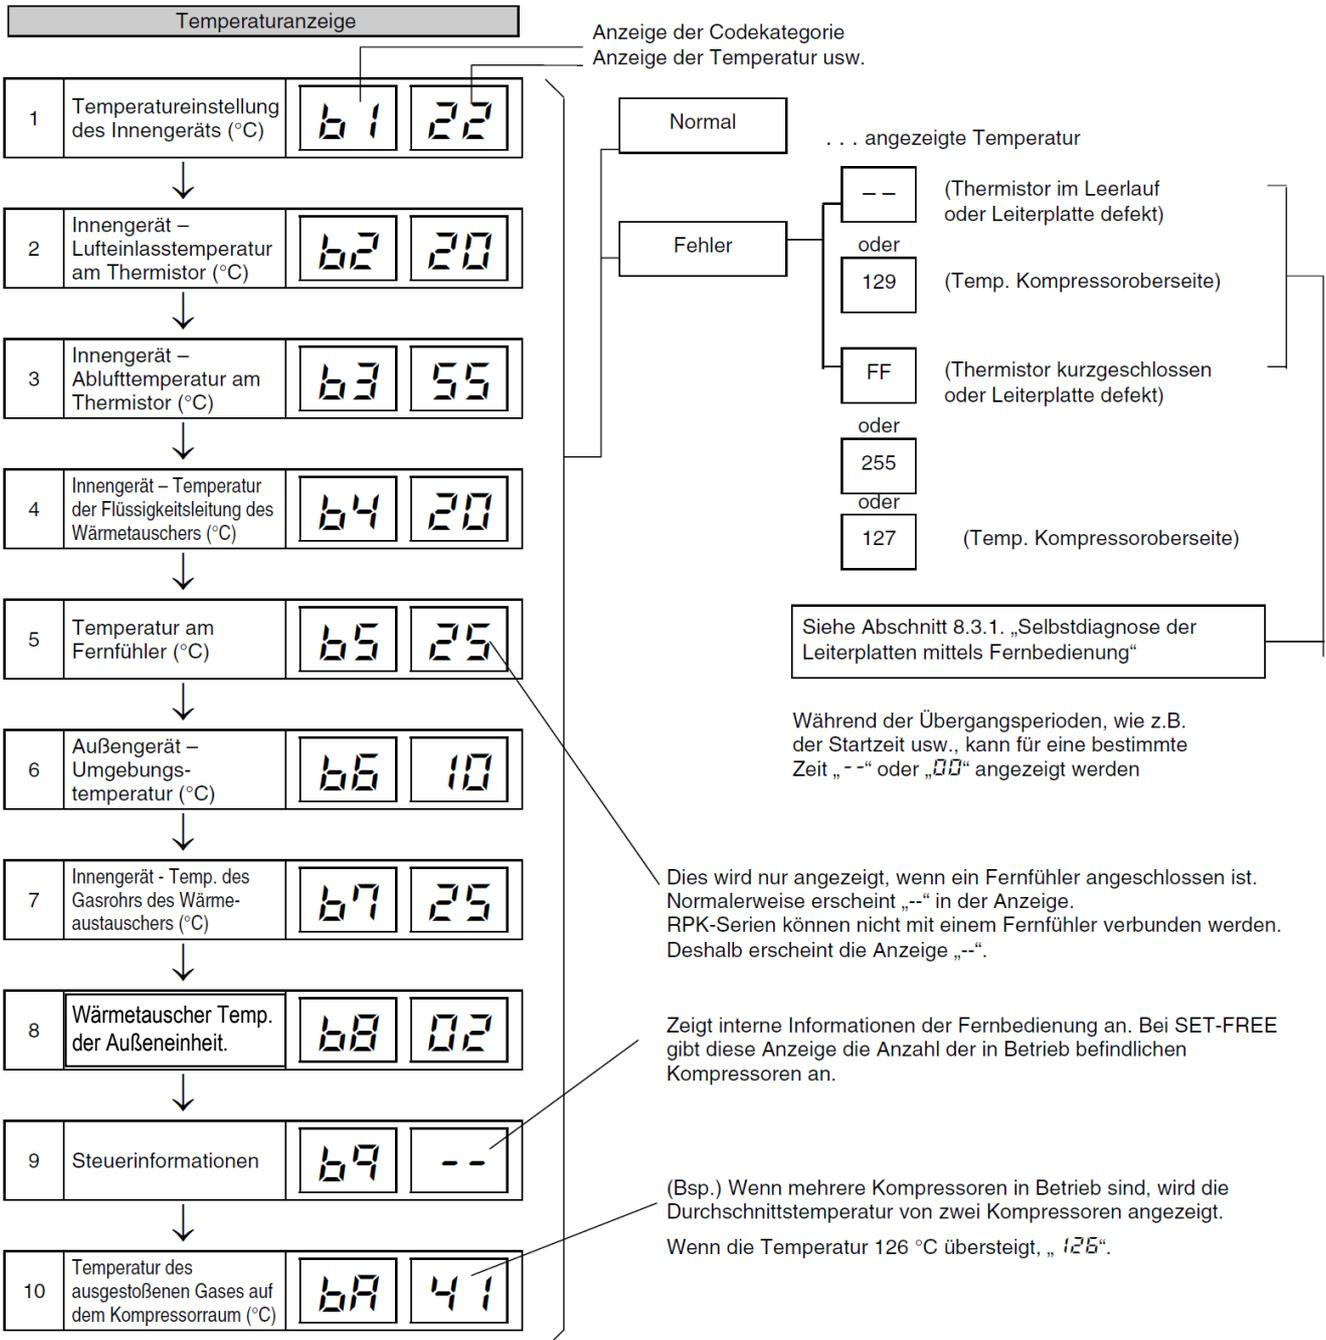 Temperaturanzeige
Anzeige der Codekategorie
Anzeige der Temperatur usw.
1
Temperatureinstellung
des Innengeräts (°C)
b1
22
2
Innengerät –
Lufteinlasstemperatur
am Thermistor (°C)
b2
20
3
Innengerät –
Ablufttemperatur am
Thermistor (°C)
b3
55
4
Innengerät – Temperatur
der Flüssigkeitsleitung des
Wärmetauschers (°C)
b4
20
5
Temperatur am
Fernfühler (°C)
b5
25
6
Außengerät –
Umgebungs-
temperatur (°C)
b6
10
7
Innengerät - Temp. des
Gasrohrs des Wärme-
austauschers (°C)
b7
25
8
Wärmetauscher Temp.
der Außeneinheit.
b8
02
9
Steuerinformationen
b9
--
10
Temperatur des
ausgestoßenen Gases auf
dem Kompressorraum (°C)
bA
41
Normal
. . . angezeigte Temperatur
Fehler
– –
(Thermistor im Leerlauf
oder Leiterplatte defekt)
oder
129
(Temp. Kompressoroberseite)
FF
(Thermistor kurzgeschlossen
oder Leiterplatte defekt)
oder
255
oder
127
(Temp. Kompressoroberseite)
Siehe Abschnitt 8.3.1. „Selbstdiagnose der
Leiterplatten mittels Fernbedienung“
Während der Übergangsperioden, wie z.B.
der Startzeit usw., kann für eine bestimmte
Zeit „--“ oder „00“ angezeigt werden
Dies wird nur angezeigt, wenn ein Fernfühler angeschlossen ist.
Normalerweise erscheint „--“ in der Anzeige.
RPK-Serien können nicht mit einem Fernfühler verbunden werden.
Deshalb erscheint die Anzeige „--“.
Zeigt interne Informationen der Fernbedienung an. Bei SET-FREE
gibt diese Anzeige die Anzahl der in Betrieb befindlichen
Kompressoren an.
(Bsp.) Wenn mehrere Kompressoren in Betrieb sind, wird die
Durchschnittstemperatur von zwei Kompressoren angezeigt.
Wenn die Temperatur 126 °C übersteigt, „ 126“.